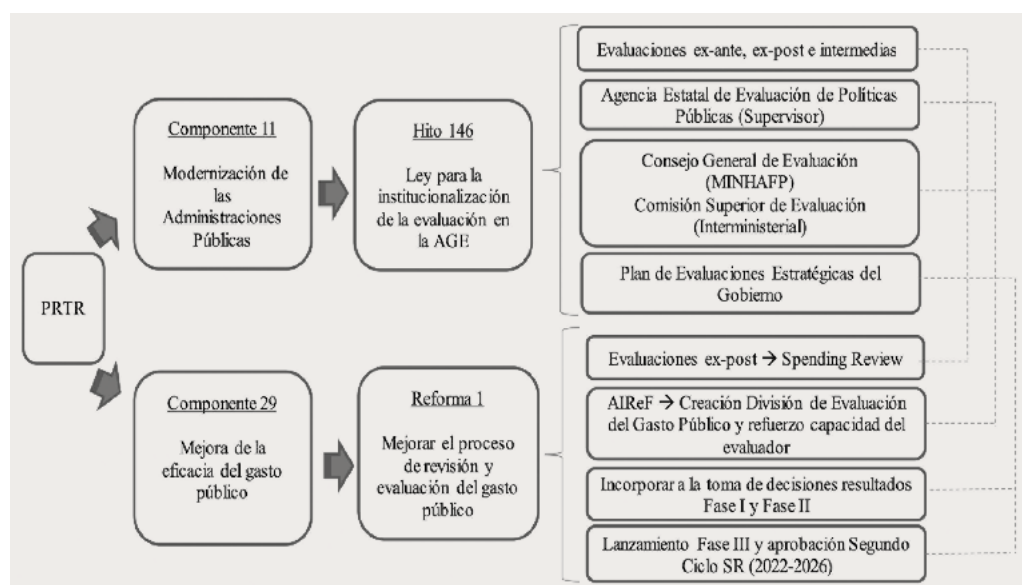 PRTR
Componente 11
Modernización de
las
Administraciones
Públicas
Hito 146
Ley para la
institucionalización
de la evaluación en
la AGE
Evaluaciones ex-ante, ex-post e intermedias
Agencia Estatal de Evaluación de Políticas
Públicas (Supervisor)
Consejo General de Evaluación
(MINHAFP)
Comisión Superior de Evaluación
(Interministerial)
Plan de Evaluaciones Estratégicas del
Gobierno
Componente 29
Mejora de la
eficacia del gasto
público
Reforma 1
Mejorar el proceso
de revisión y
evaluación del gasto
público
Evaluaciones ex-post → Spending Review
AIReF → Creación División de Evaluación
del Gasto Público y refuerzo capacidad del
evaluador
Incorporar a la toma de decisiones resultados
Fase I y Fase II
Lanzamiento Fase III y aprobación Segundo
Ciclo SR (2022-2026)